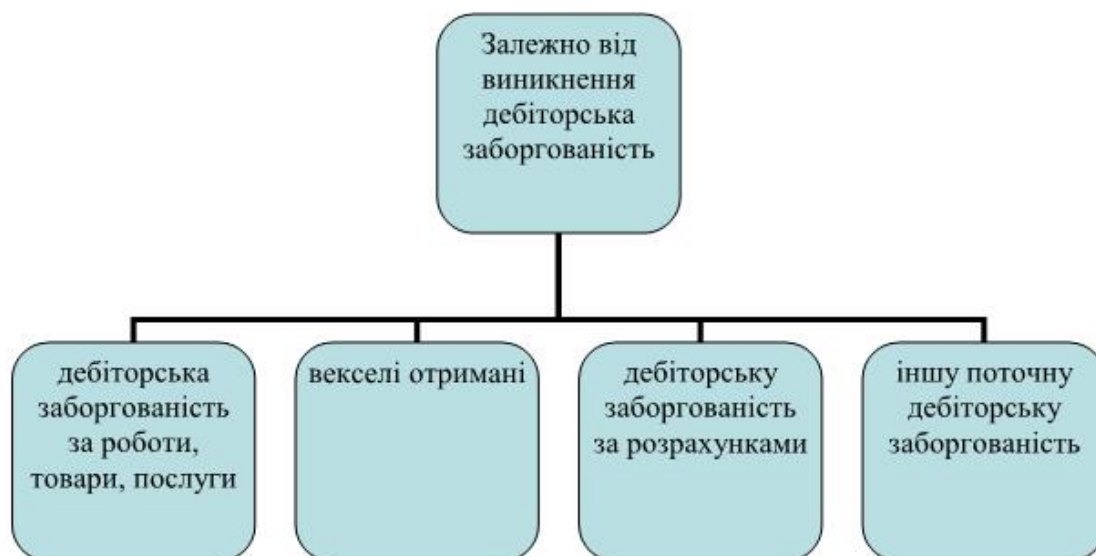 Залежно від
виникнення
дебіторська
заборгованість
дебіторська
заборгованість
за роботи,
товари, послуги
векселі отримані
дебіторську
заборгованість
за розрахунками
іншу поточну
дебіторську
заборгованість